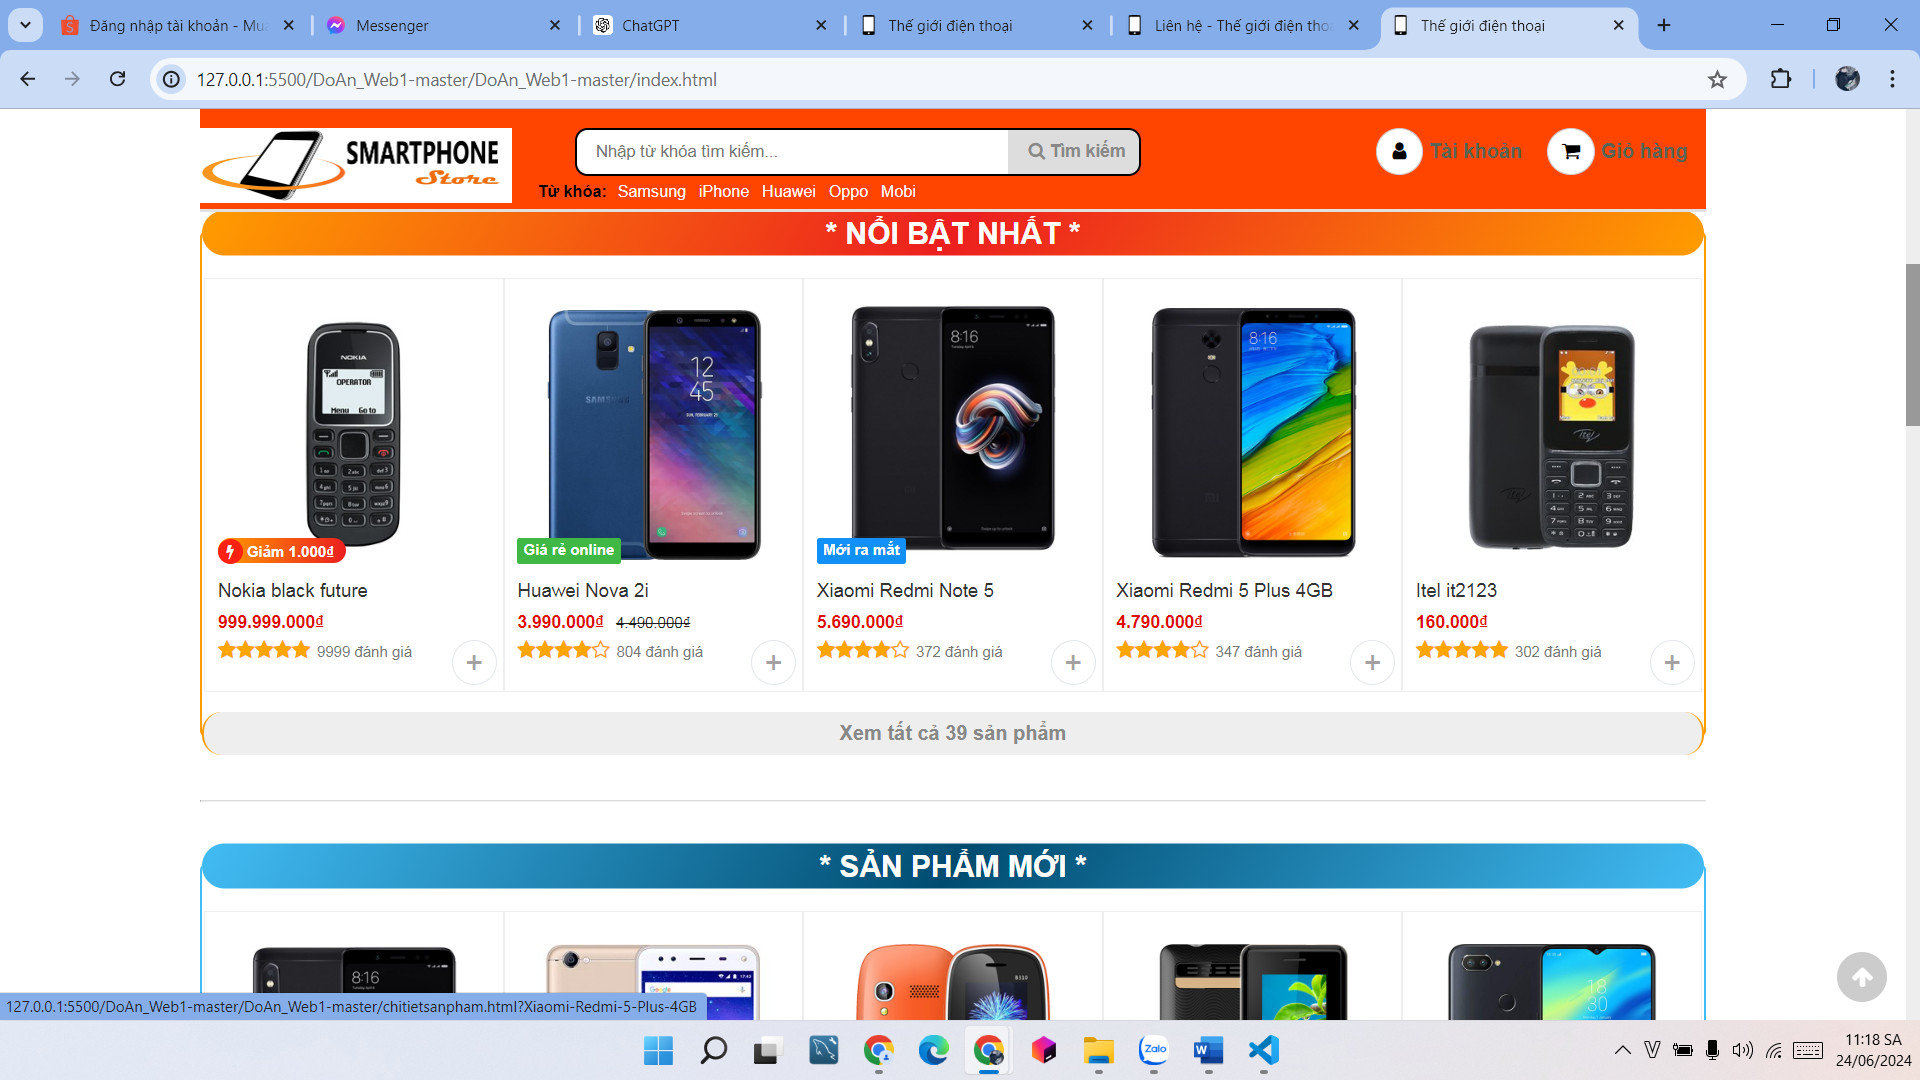 Đăng nhập tài khoản - Mu
Messenger
ChatGPT
Thế giới điện thoại
Liên hệ - Thế giới điện thoạ
Thế giới điện thoại
127.0.0.1:5500/DoAn_Web1-master/DoAn_Web1-master/index.html
SMARTPHONE
Store
Nhập từ khóa tìm kiếm...
Tìm kiếm
Tài khoản
Giỏ hàng
Từ khóa: Samsung iPhone Huawei Oppo Mobi
* NỔI BẬT NHẤT *
NOKIA
OPERATOR
Menu Go to
SAMSUNG
12
45
8:16
8:16
itel
Giảm 1.000₫
Giá rẻ online
Mới ra mắt
Nokia black future
Huawei Nova 2i
Xiaomi Redmi Note 5
Xiaomi Redmi 5 Plus 4GB
Itel it2123
999.999.000₫
3.990.000₫ 4.490.000₫
5.690.000₫
4.790.000₫
160.000₫
9999 đánh giá
804 đánh giá
372 đánh giá
347 đánh giá
302 đánh giá
Xem tất cả 39 sản phẩm
* SẢN PHẨM MỚI *
8:16
Google
18
30
127.0.0.1:5500/DoAn_Web1-master/DoAn_Web1-master/chitietsanpham.html?Xiaomi-Redmi-5-Plus-4GB
Zalo
11:18 SA
24/06/2024